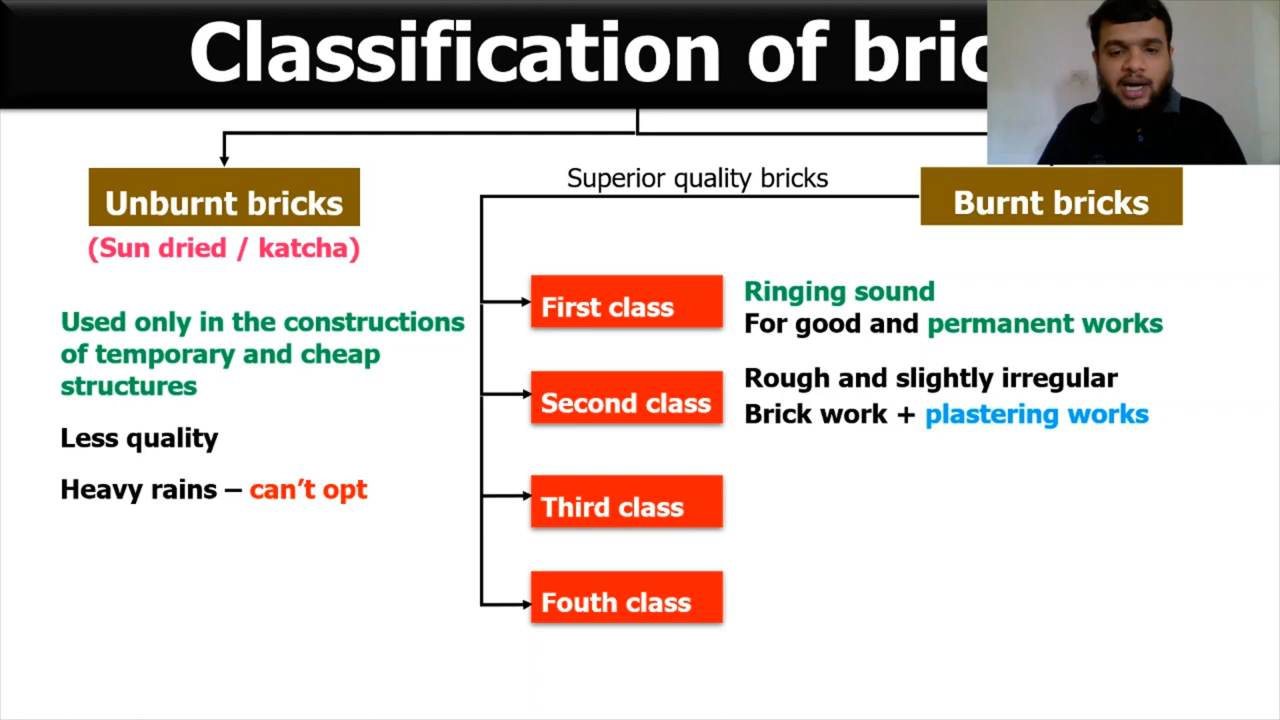 Classification of bric
Unburnt bricks
(Sun dried / katcha)
Used only in the constructions
of temporary and cheap
structures
Less quality
Heavy rains – can’t opt
Superior quality bricks
Burnt bricks
First class
Ringing sound
For good and permanent works
Second class
Rough and slightly irregular
Brick work + plastering works
Third class
Fouth class